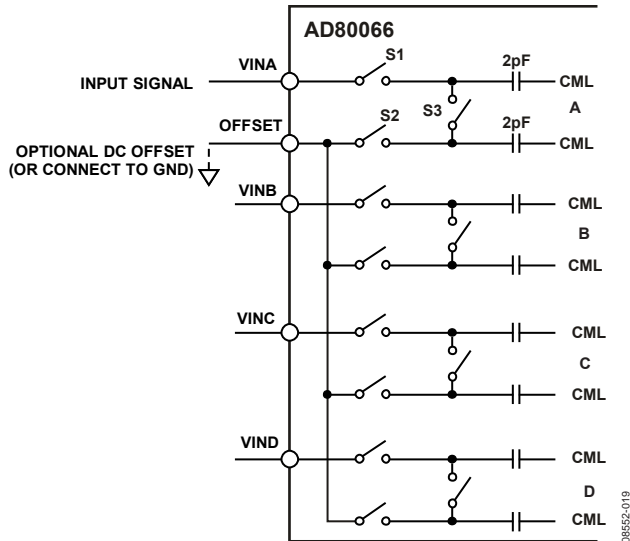 AD80066
VINA
S1
2pF
INPUT SIGNAL
CML
A
OFFSET
S2
S3
2pF
CML
OPTIONAL DC OFFSET
(OR CONNECT TO GND)
VINB
CML
B
CML
VINC
CML
C
CML
VIND
CML
D
CML
08552-019